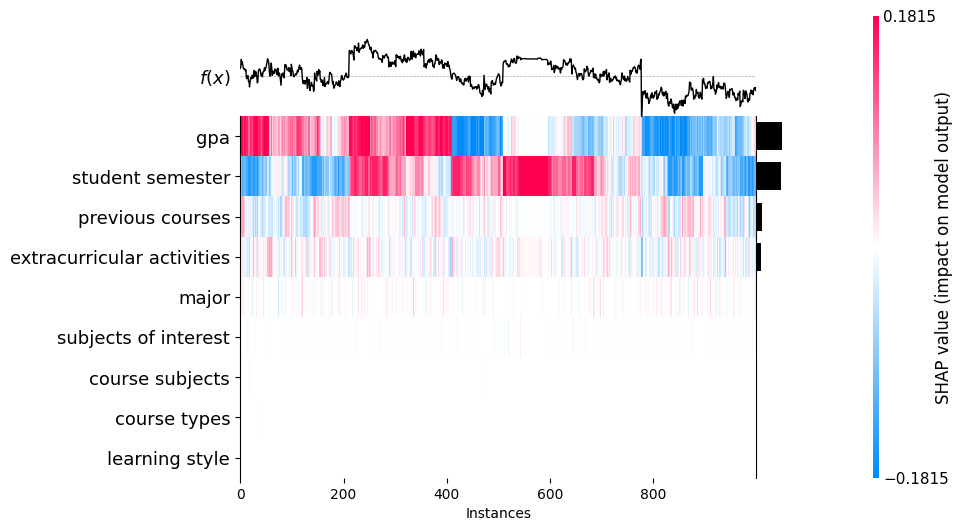 0.1815
f(x)
gpa
student semester
previous courses
extracurricular activities
major
subjects of interest
course subjects
course types
learning style
SHAP value (impact on model output)
−0.1815
0 200 400 600 800
Instances